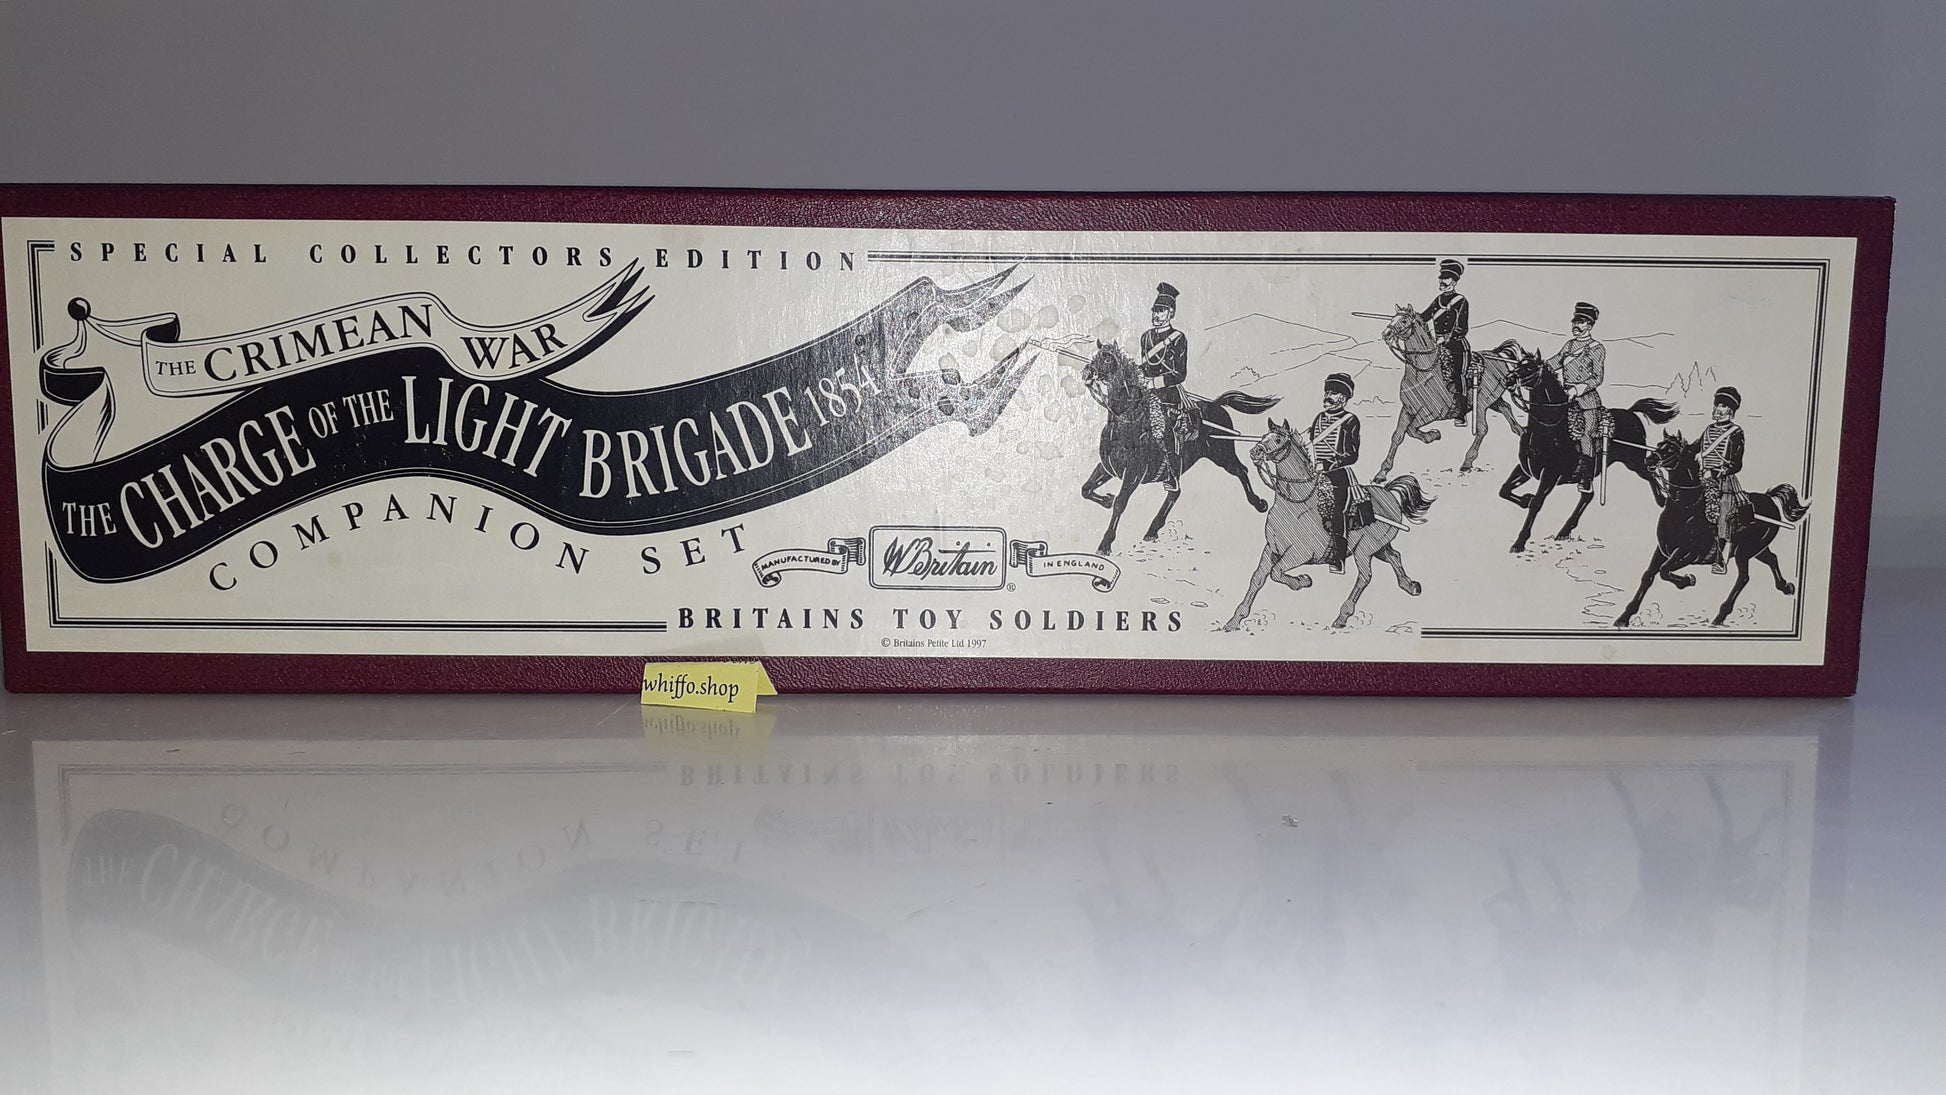 SPECIAL COLLECTORS EDITION
THE CRIMEAN WAR
THE CHARGE OF THE LIGHT BRIGADE 1854
COMPANION SET
MANUFACTURED BY
W Britain ®
IN ENGLAND
BRITAINS TOY SOLDIERS
© Britains Petite Ltd 1997
whiffo.shop